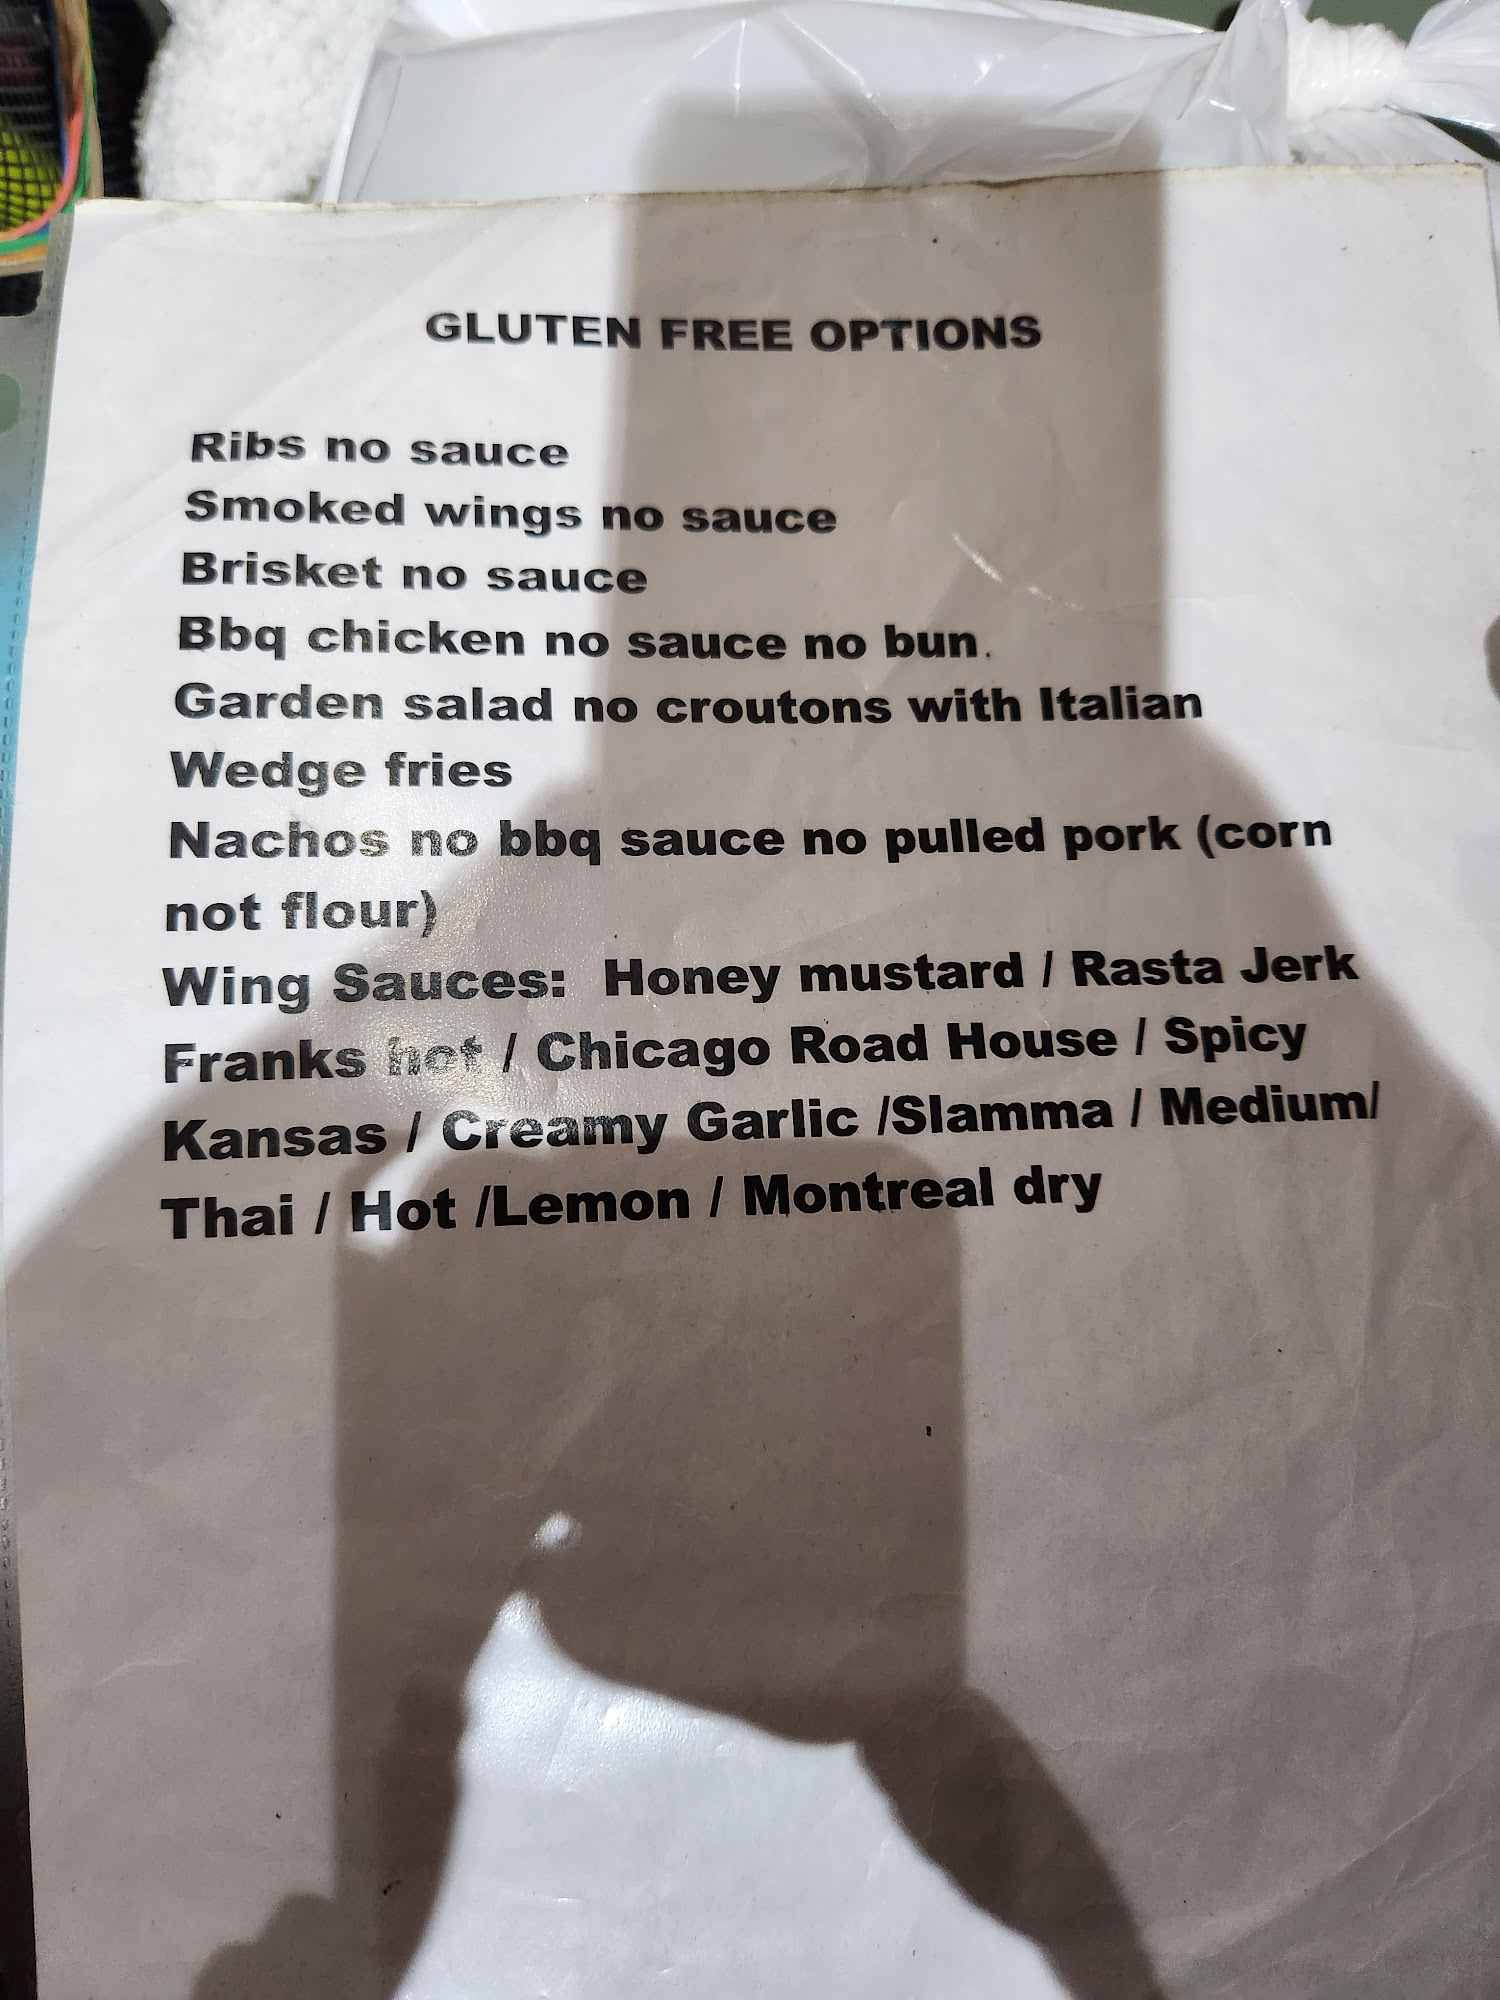 GLUTEN FREE OPTIONS
Ribs no sauce
Smoked wings no sauce
Brisket no sauce
Bbq chicken no sauce no bun.
Garden salad no croutons with Italian
Wedge fries
Nachos no bbq sauce no pulled pork (corn
not flour)
Wing Sauces: Honey mustard / Rasta Jerk
Franks hot / Chicago Road House / Spicy
Kansas / Creamy Garlic /Slamma / Medium/
Thai / Hot /Lemon / Montreal dry